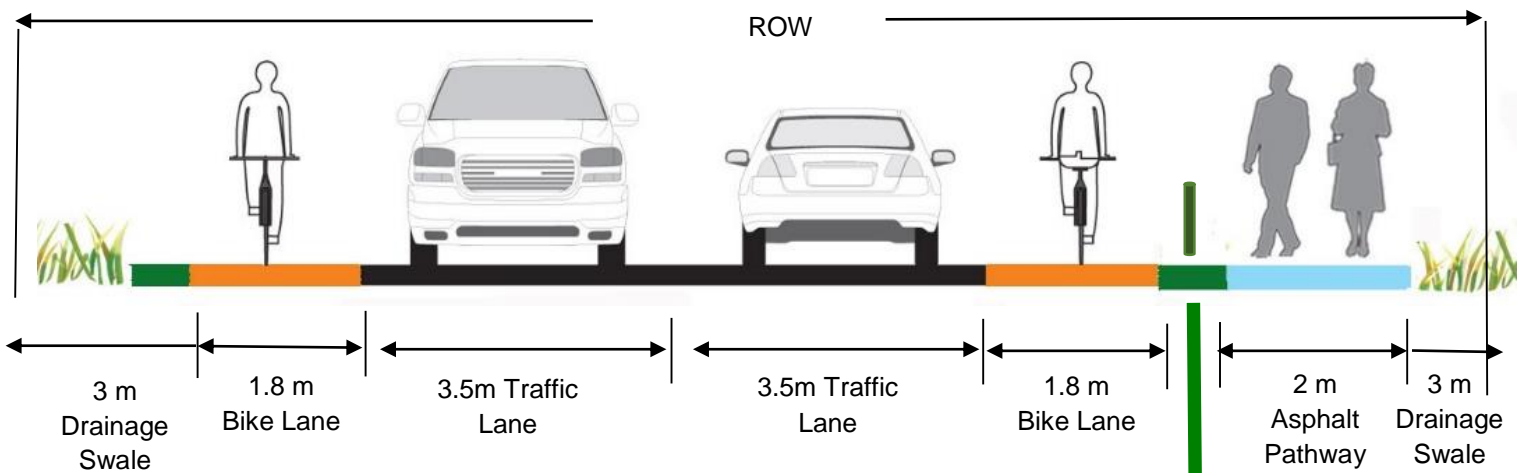 ROW
3 m
Drainage
Swale
1.8 m
Bike Lane
3.5m Traffic
Lane
3.5m Traffic
Lane
1.8 m
Bike Lane
2 m
Asphalt
Pathway
3 m
Drainage
Swale